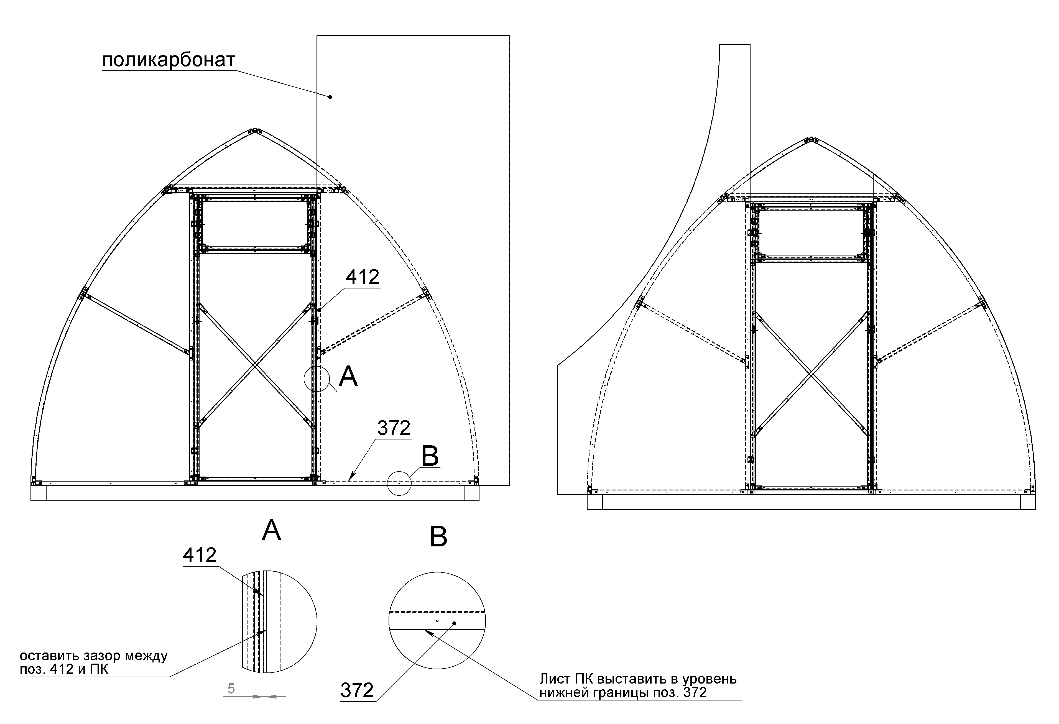 поликарбонат
412
A
372
B
A
B
412
оставить зазор между
поз. 412 и ПК
5
372
Лист ПК выставить в уровень
нижней границы поз. 372